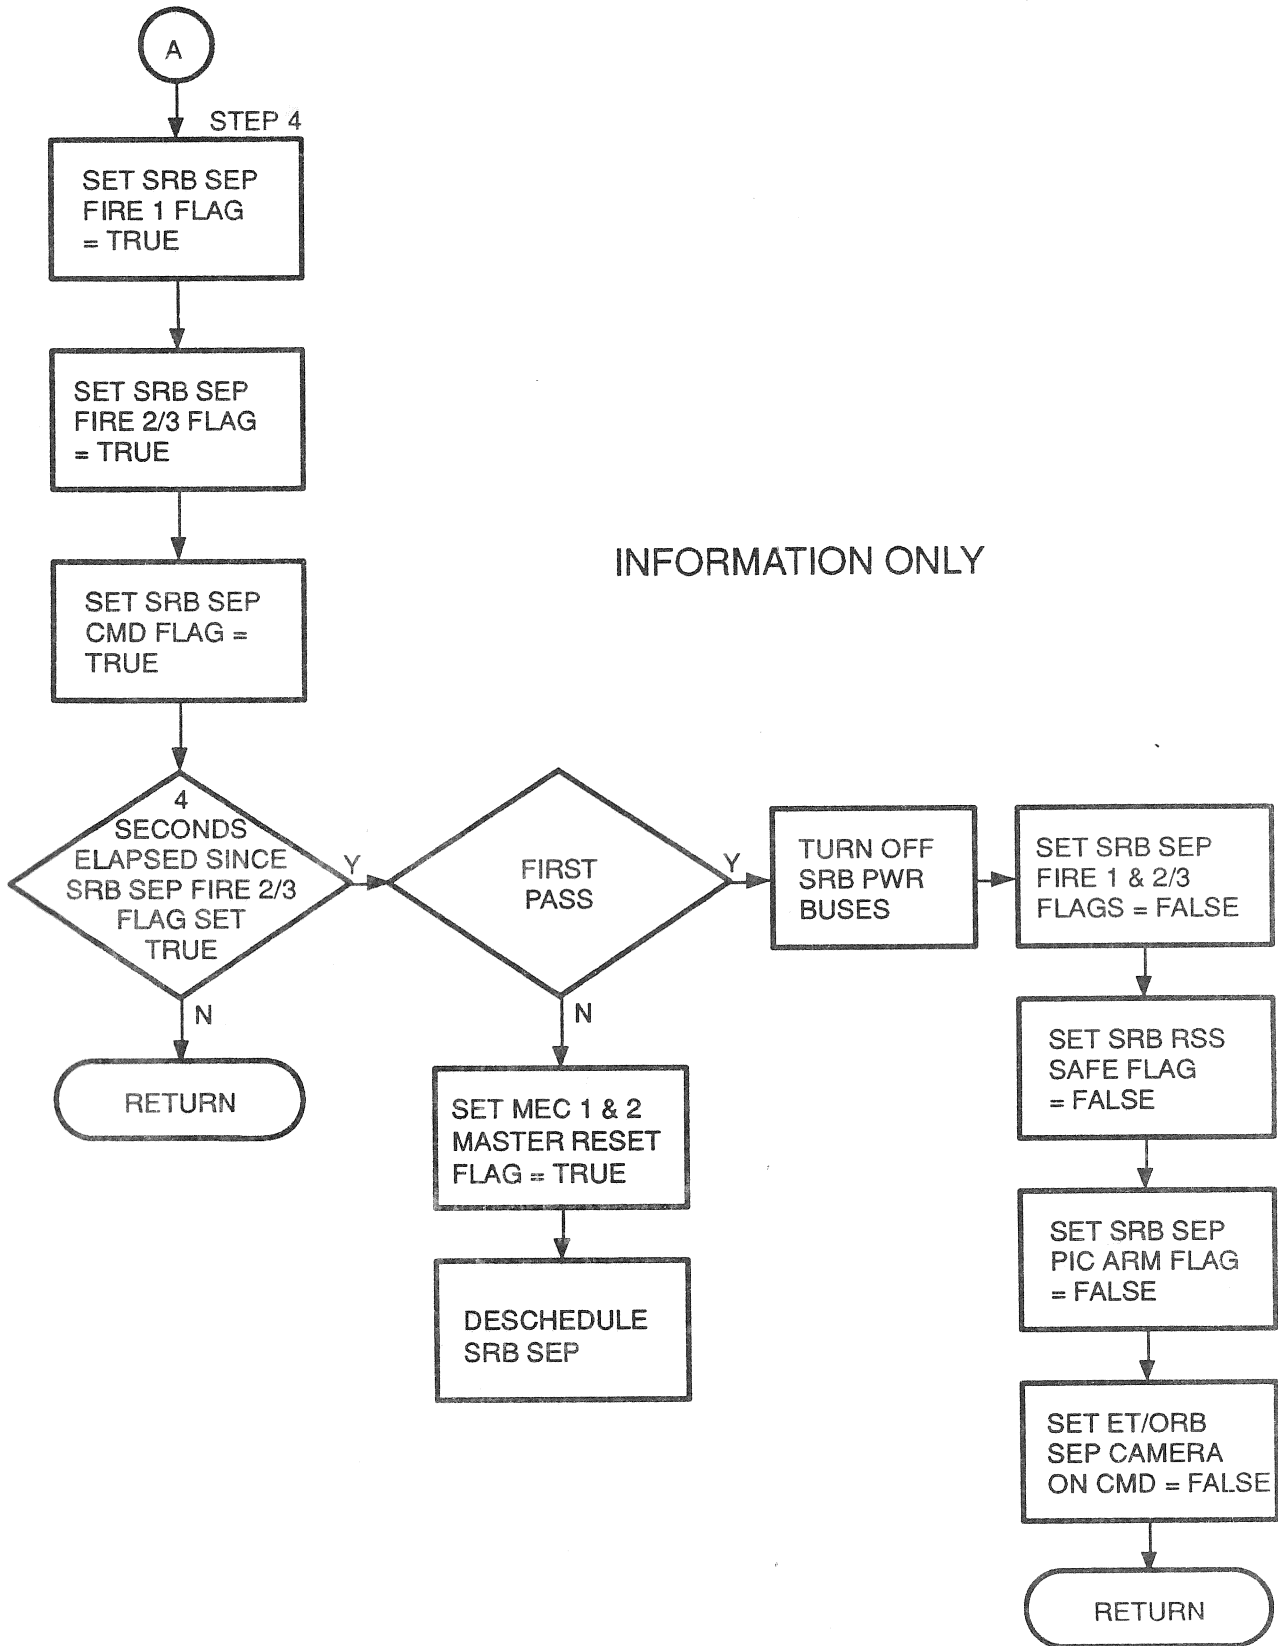 A
STEP 4
SET SRB SEP
FIRE 1 FLAG
= TRUE
SET SRB SEP
FIRE 2/3 FLAG
= TRUE
SET SRB SEP
CMD FLAG =
TRUE
INFORMATION ONLY
4
SECONDS
ELAPSED SINCE
SRB SEP FIRE 2/3
FLAG SET
TRUE
Y
N
RETURN
FIRST
PASS
Y
N
SET MEC 1 & 2
MASTER RESET
FLAG = TRUE
DESCHEDULE
SRB SEP
TURN OFF
SRB PWR
BUSES
SET SRB SEP
FIRE 1 & 2/3
FLAGS = FALSE
SET SRB RSS
SAFE FLAG
= FALSE
SET SRB SEP
PIC ARM FLAG
= FALSE
SET ET/ORB
SEP CAMERA
ON CMD = FALSE
RETURN